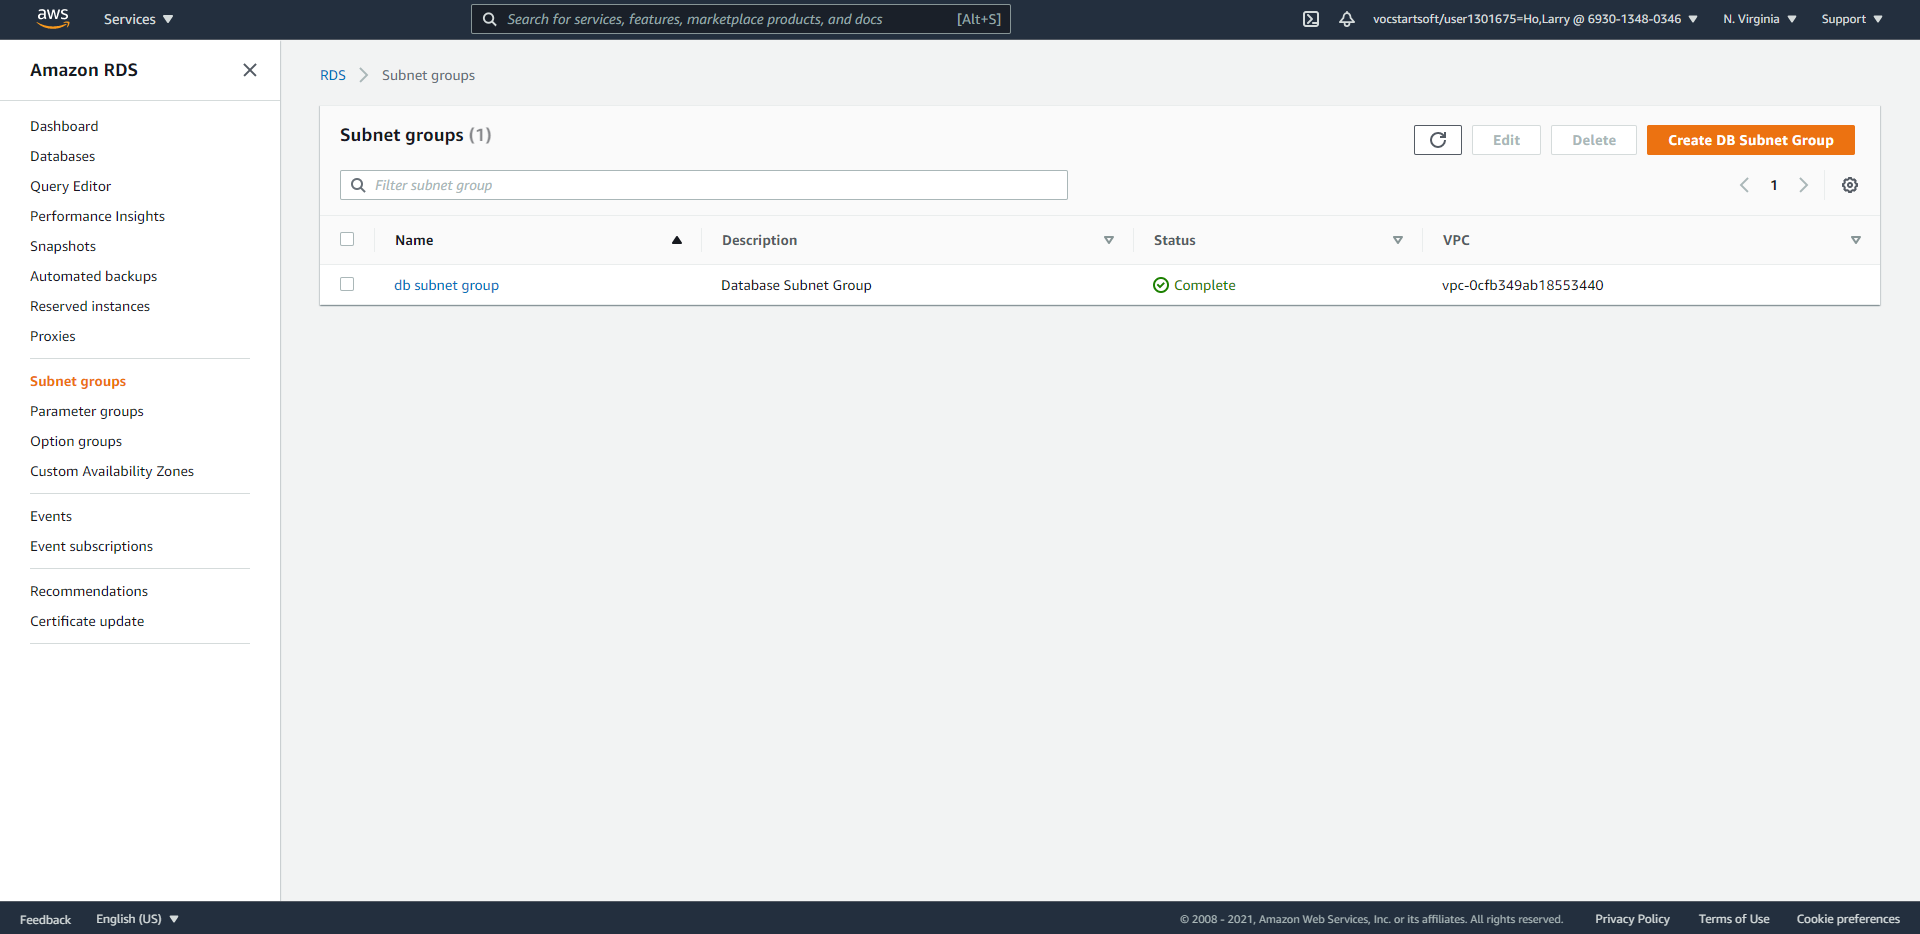 aws
Services
Search for services, features, marketplace products, and docs [Alt+S]
vocstartsoft/user1301675=Ho,Larry @ 6930-1348-0346
N. Virginia
Support
Amazon RDS
Dashboard
Databases
Query Editor
Performance Insights
Snapshots
Automated backups
Reserved instances
Proxies
Subnet groups
Parameter groups
Option groups
Custom Availability Zones
Events
Event subscriptions
Recommendations
Certificate update
RDS
Subnet groups
Subnet groups (1)
Edit
Delete
Create DB Subnet Group
Filter subnet group
1
Name Description Status VPC
db subnet group Database Subnet Group Complete vpc-0cfb349ab18553440
Feedback
English (US)
© 2008 - 2021, Amazon Web Services, Inc. or its affiliates. All rights reserved.
Privacy Policy
Terms of Use
Cookie preferences